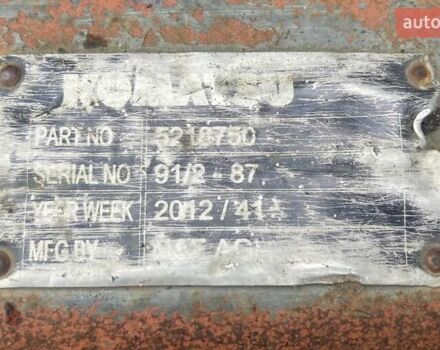 auto
KOMATSU
PART NO 5218750
SERIAL NO 91/2 - 87
YEAR WEEK 2012 / 41
MFG BY